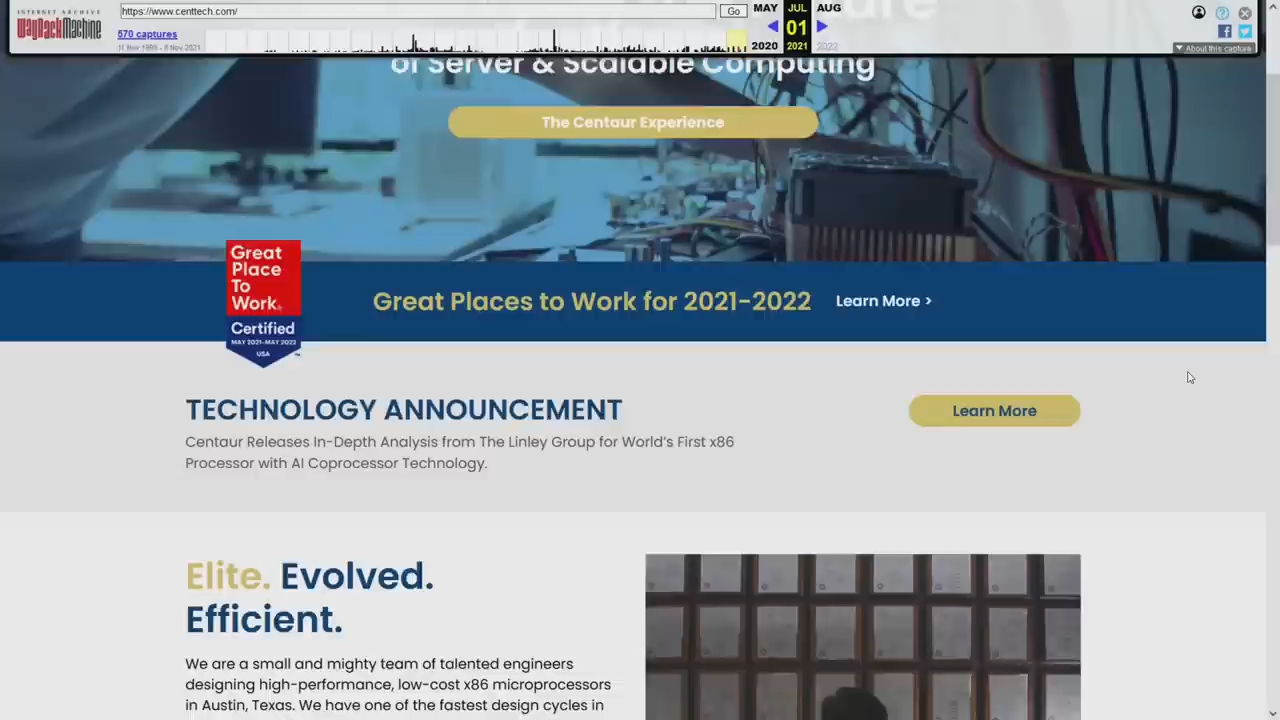 INTERNET ARCHIVE
WayBackMachine
https://www.centtech.com/
Go
MAY
JUL
AUG
570 captures
01
2020
2021
2022
About this capture
of Server & Scalable Computing
The Centaur Experience
Great
Place
To
Work.
Certified
MAY 2021-MAY 2022
USA
Great Places to Work for 2021-2022
Learn More >
TECHNOLOGY ANNOUNCEMENT
Learn More
Centaur Releases In-Depth Analysis from The Linley Group for World's First x86
Processor with AI Coprocessor Technology.
Elite. Evolved.
Efficient.
We are a small and mighty team of talented engineers
designing high-performance, low-cost x86 microprocessors
in Austin, Texas. We have one of the fastest design cycles in